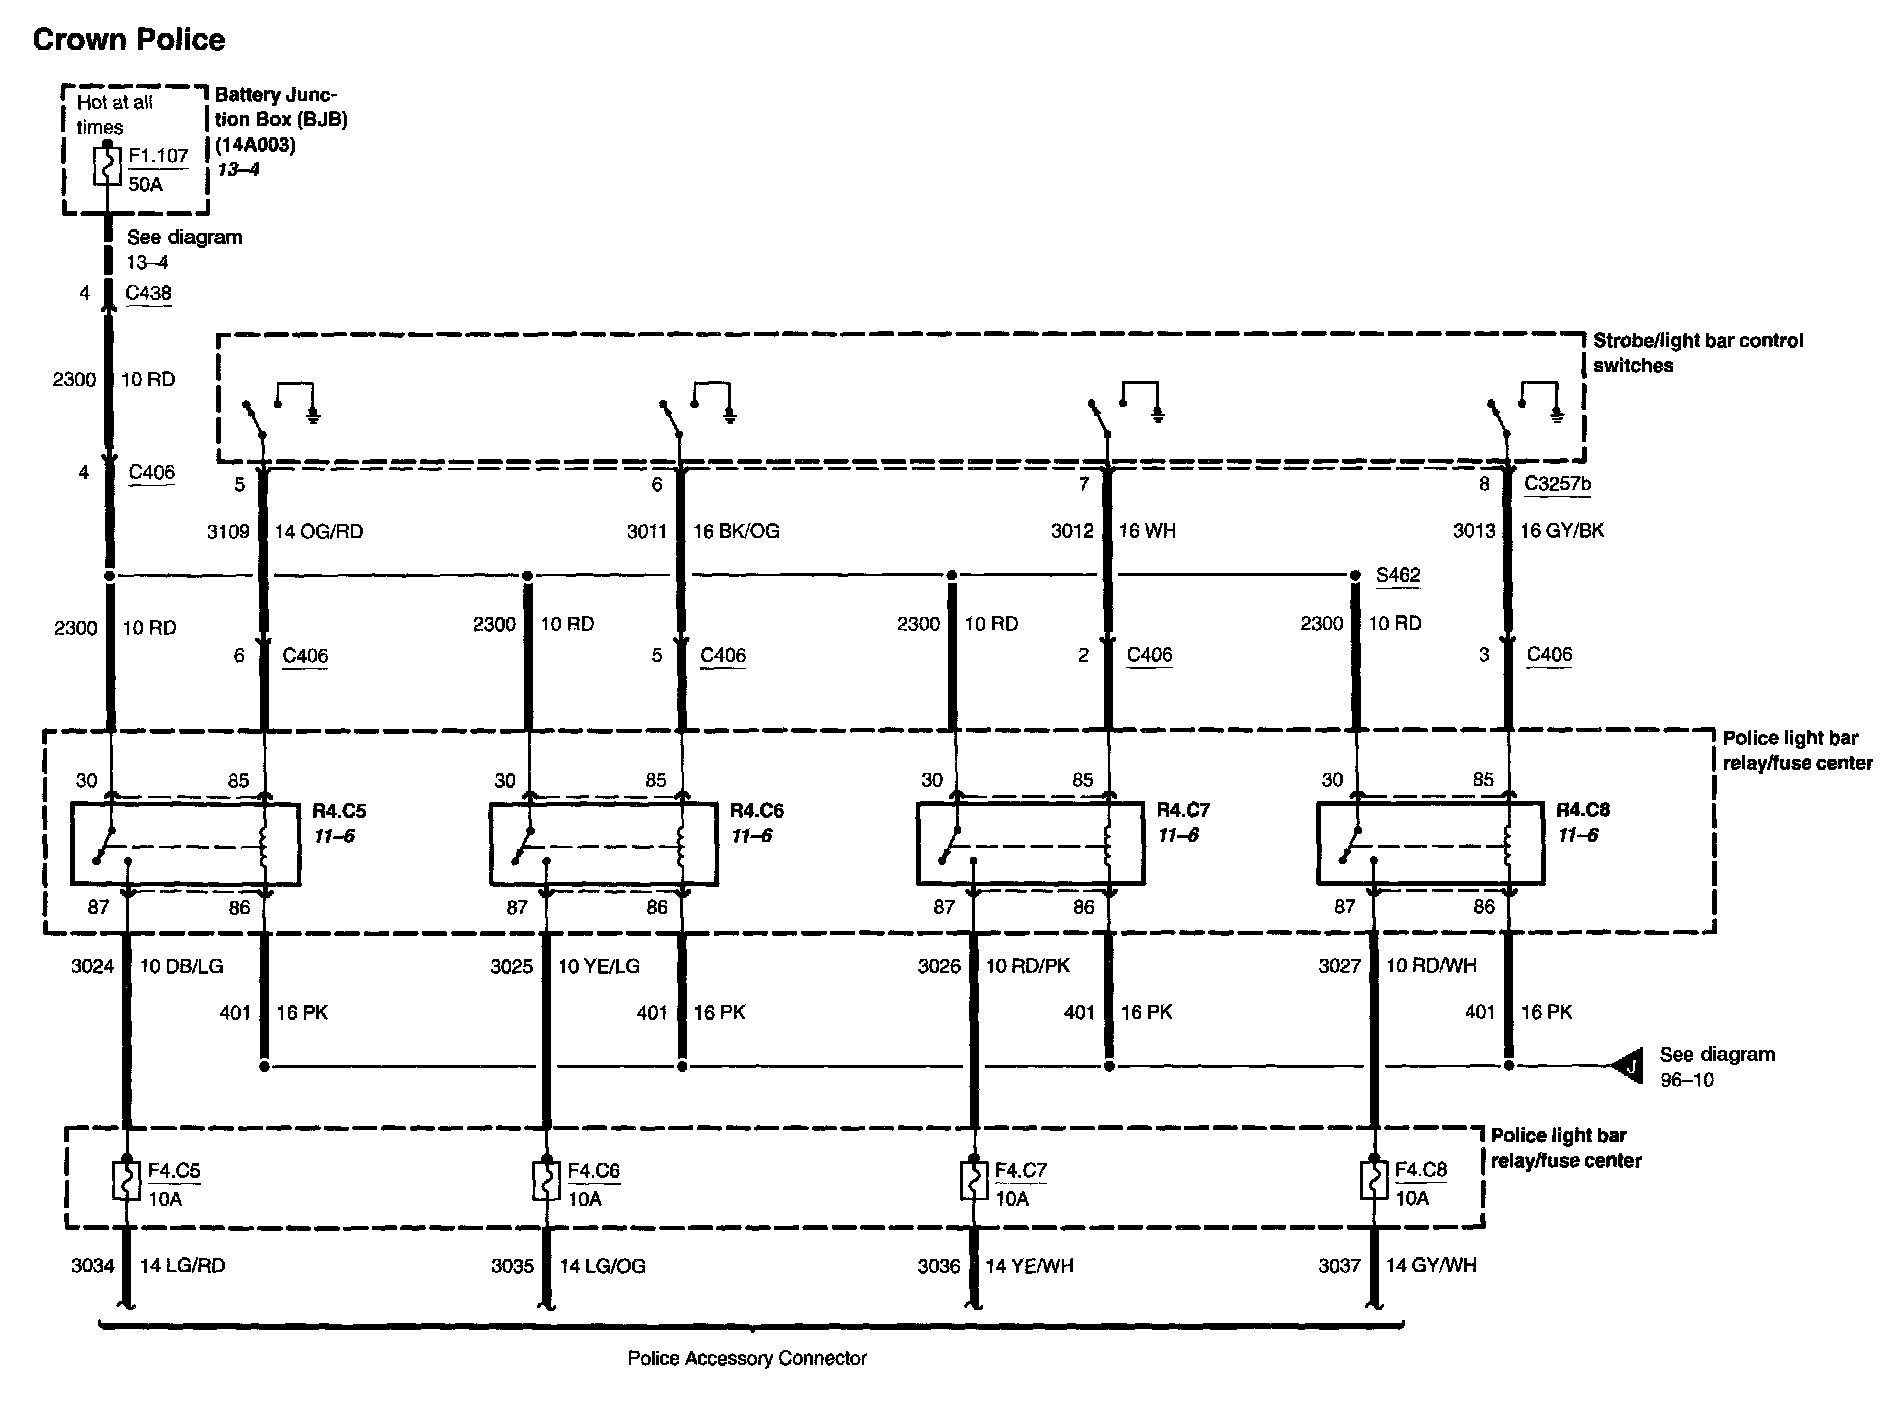 Crown Police
Hot at all
times
F1.107
50A
Battery Junc-
tion Box (BJB)
(14A003)
13–4
See diagram
13–4
4 C438
2300 10 RD
Strobe/light bar control
switches
4 C406
5 6 7 8 C3257b
3109 14 OG/RD 3011 16 BK/OG 3012 16 WH 3013 16 GY/BK
S462
2300 10 RD 2300 10 RD 2300 10 RD 2300 10 RD
6 C406 5 C406 2 C406 3 C406
Police light bar
relay/fuse center
30 85 30 85 30 85 30 85
R4.C5 R4.C6 R4.C7 R4.C8
11–6 11–6 11–6 11–6
87 86 87 86 87 86 87 86
3024 10 DB/LG 3025 10 YE/LG 3026 10 RD/PK 3027 10 RD/WH
401 16 PK 401 16 PK 401 16 PK 401 16 PK
J
See diagram
96–10
Police light bar
relay/fuse center
F4.C5 F4.C6 F4.C7 F4.C8
10A 10A 10A 10A
3034 14 LG/RD 3035 14 LG/OG 3036 14 YE/WH 3037 14 GY/WH
Police Accessory Connector